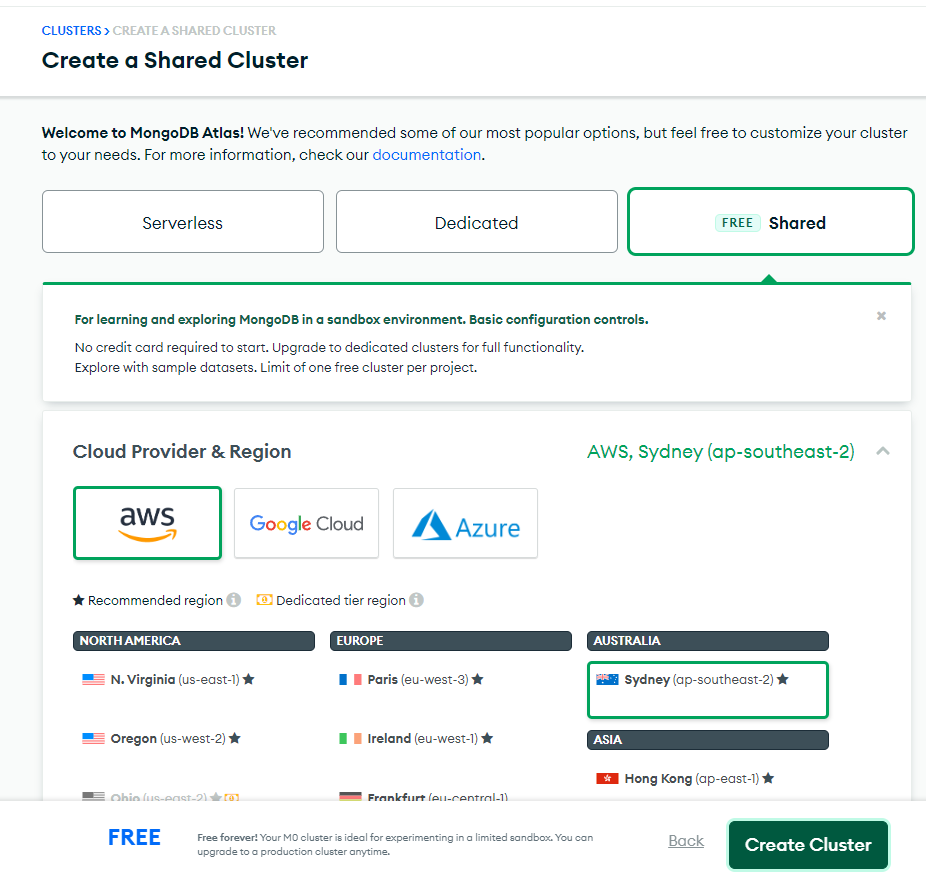 CLUSTERS > CREATE A SHARED CLUSTER
Create a Shared Cluster
Welcome to MongoDB Atlas! We've recommended some of our most popular options, but feel free to customize your cluster
to your needs. For more information, check our documentation.
Serverless
Dedicated
FREE Shared
For learning and exploring MongoDB in a sandbox environment. Basic configuration controls.
No credit card required to start. Upgrade to dedicated clusters for full functionality.
Explore with sample datasets. Limit of one free cluster per project.
Cloud Provider & Region
AWS, Sydney (ap-southeast-2)
aws
Google Cloud
Azure
★ Recommended region
Dedicated tier region
NORTH AMERICA
N. Virginia (us-east-1) ★
Oregon (us-west-2) ★
Ohio (us-east-2) ★
EUROPE
Paris (eu-west-3) ★
Ireland (eu-west-1) ★
Frankfurt (eu-central-1)
AUSTRALIA
Sydney (ap-southeast-2) ★
ASIA
Hong Kong (ap-east-1) ★
FREE
Free forever! Your M0 cluster is ideal for experimenting in a limited sandbox. You can
upgrade to a production cluster anytime.
Back
Create Cluster